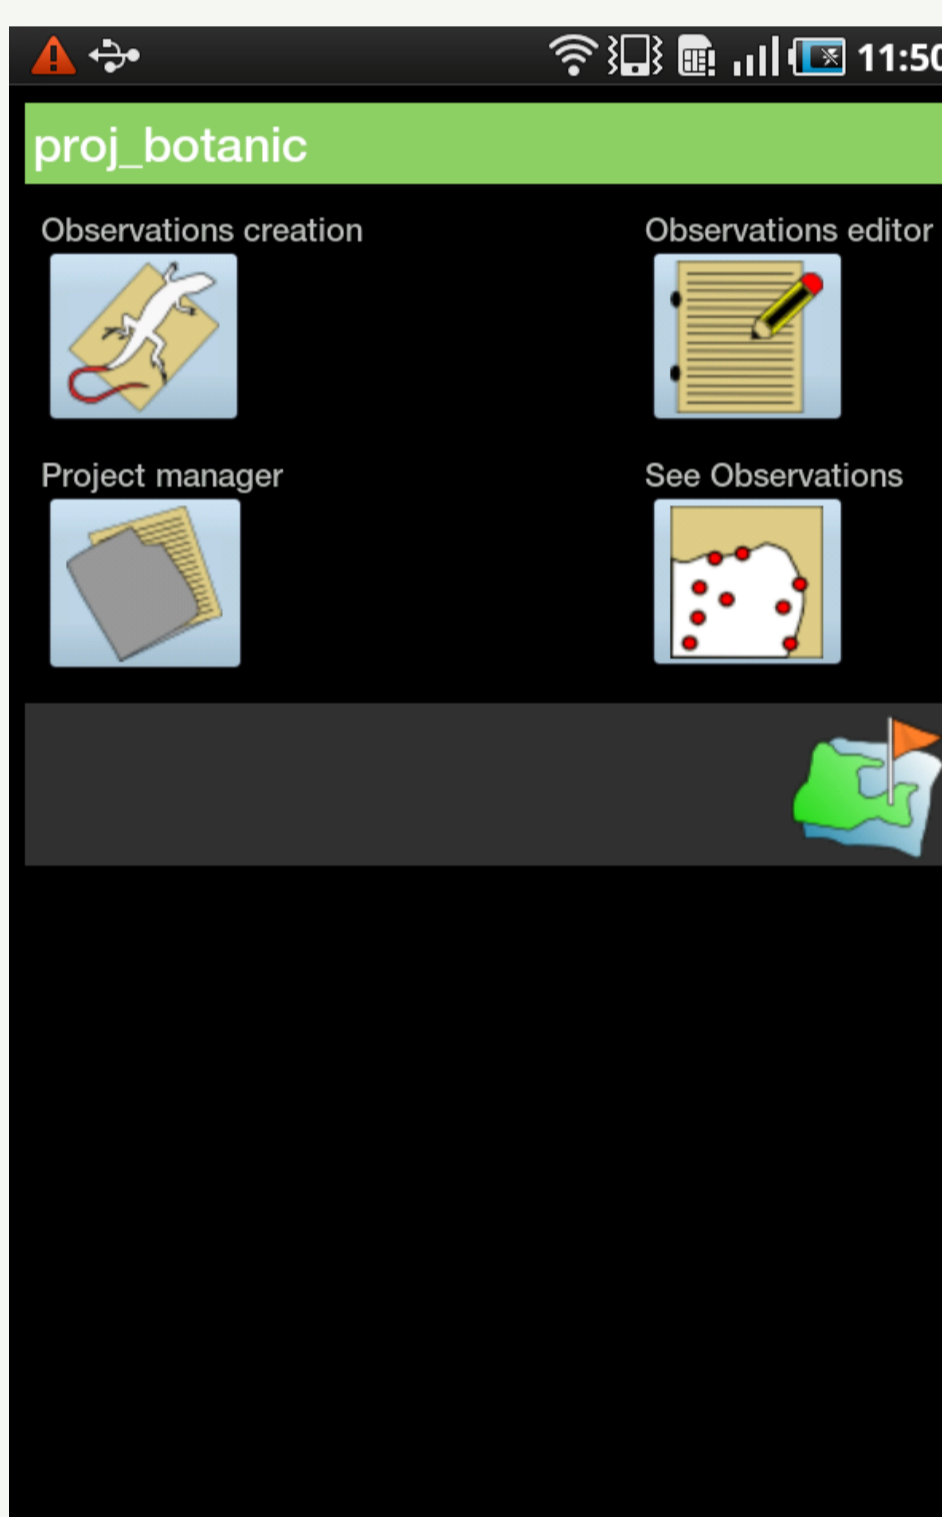 11:50
proj_botanic
Observations creation
Observations editor
Project manager
See Observations